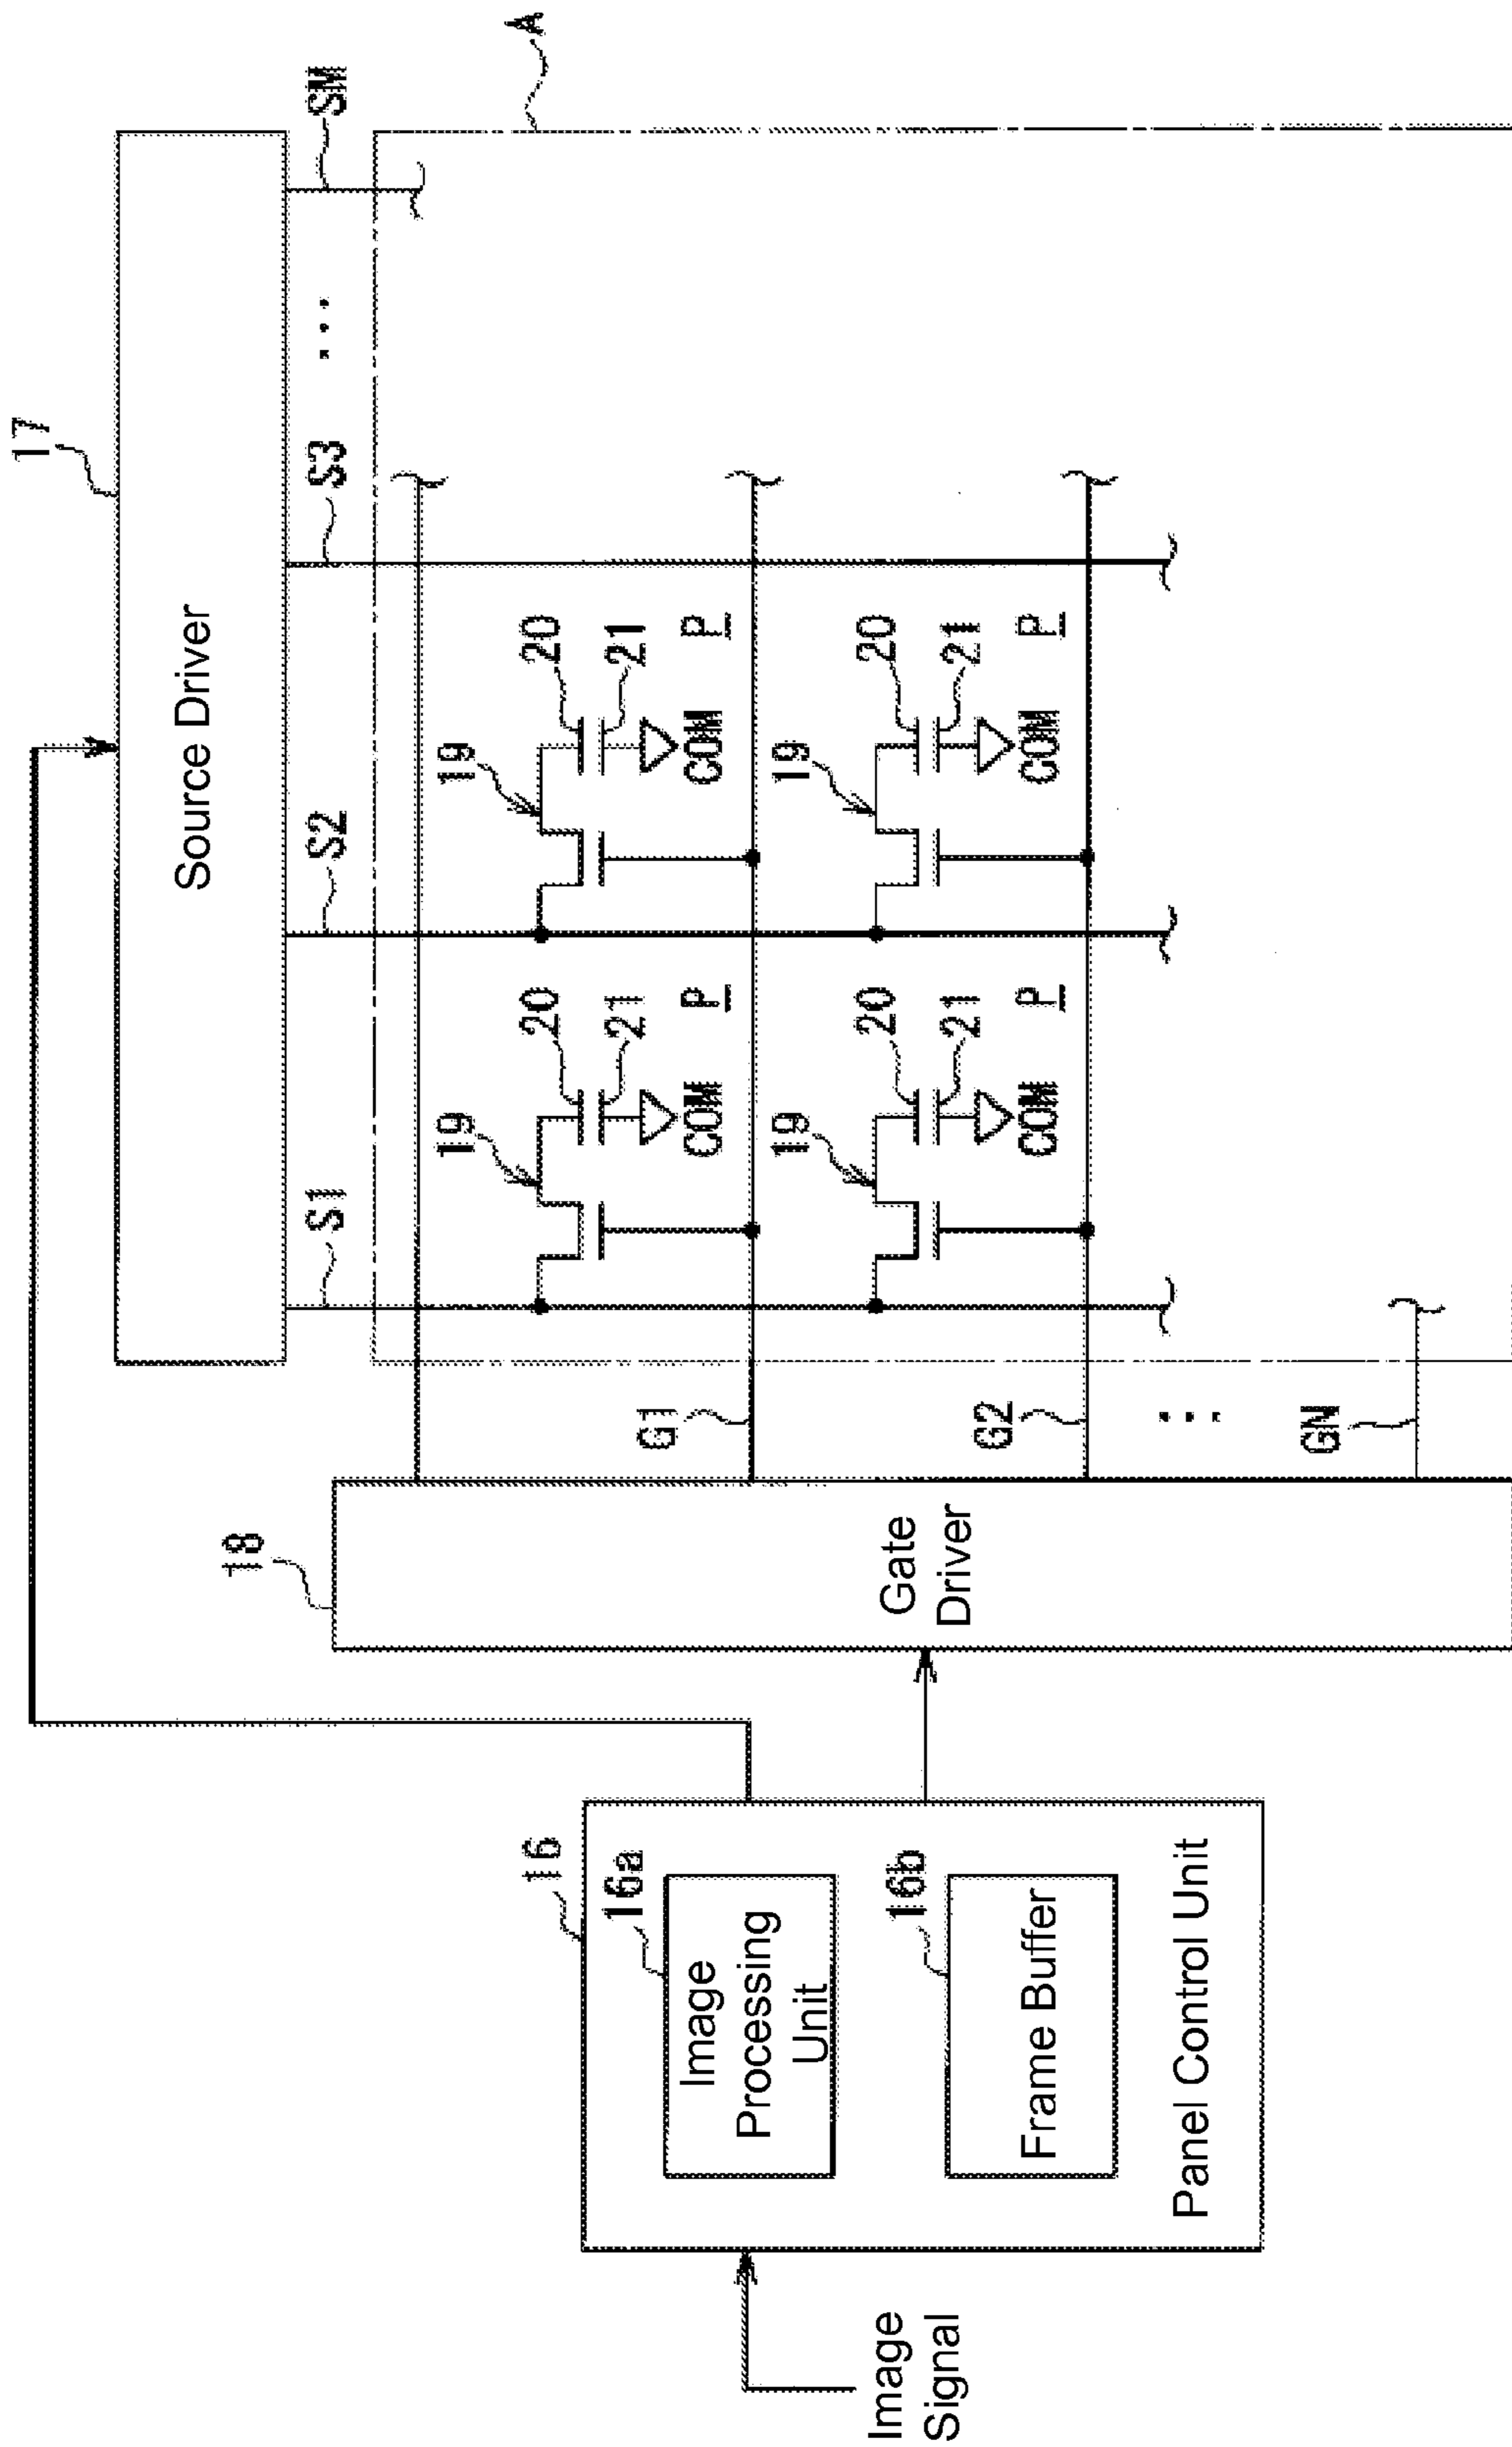 17
Source Driver
S1
S2
S3
...
SM
A
18
Gate
Driver
19
20
21
COM
P
19
20
21
COM
P
G1
19
20
21
COM
P
19
20
21
COM
P
G2
...
GN
16
16a
Image
Processing
Unit
16b
Frame Buffer
Panel Control Unit
Image
Signal